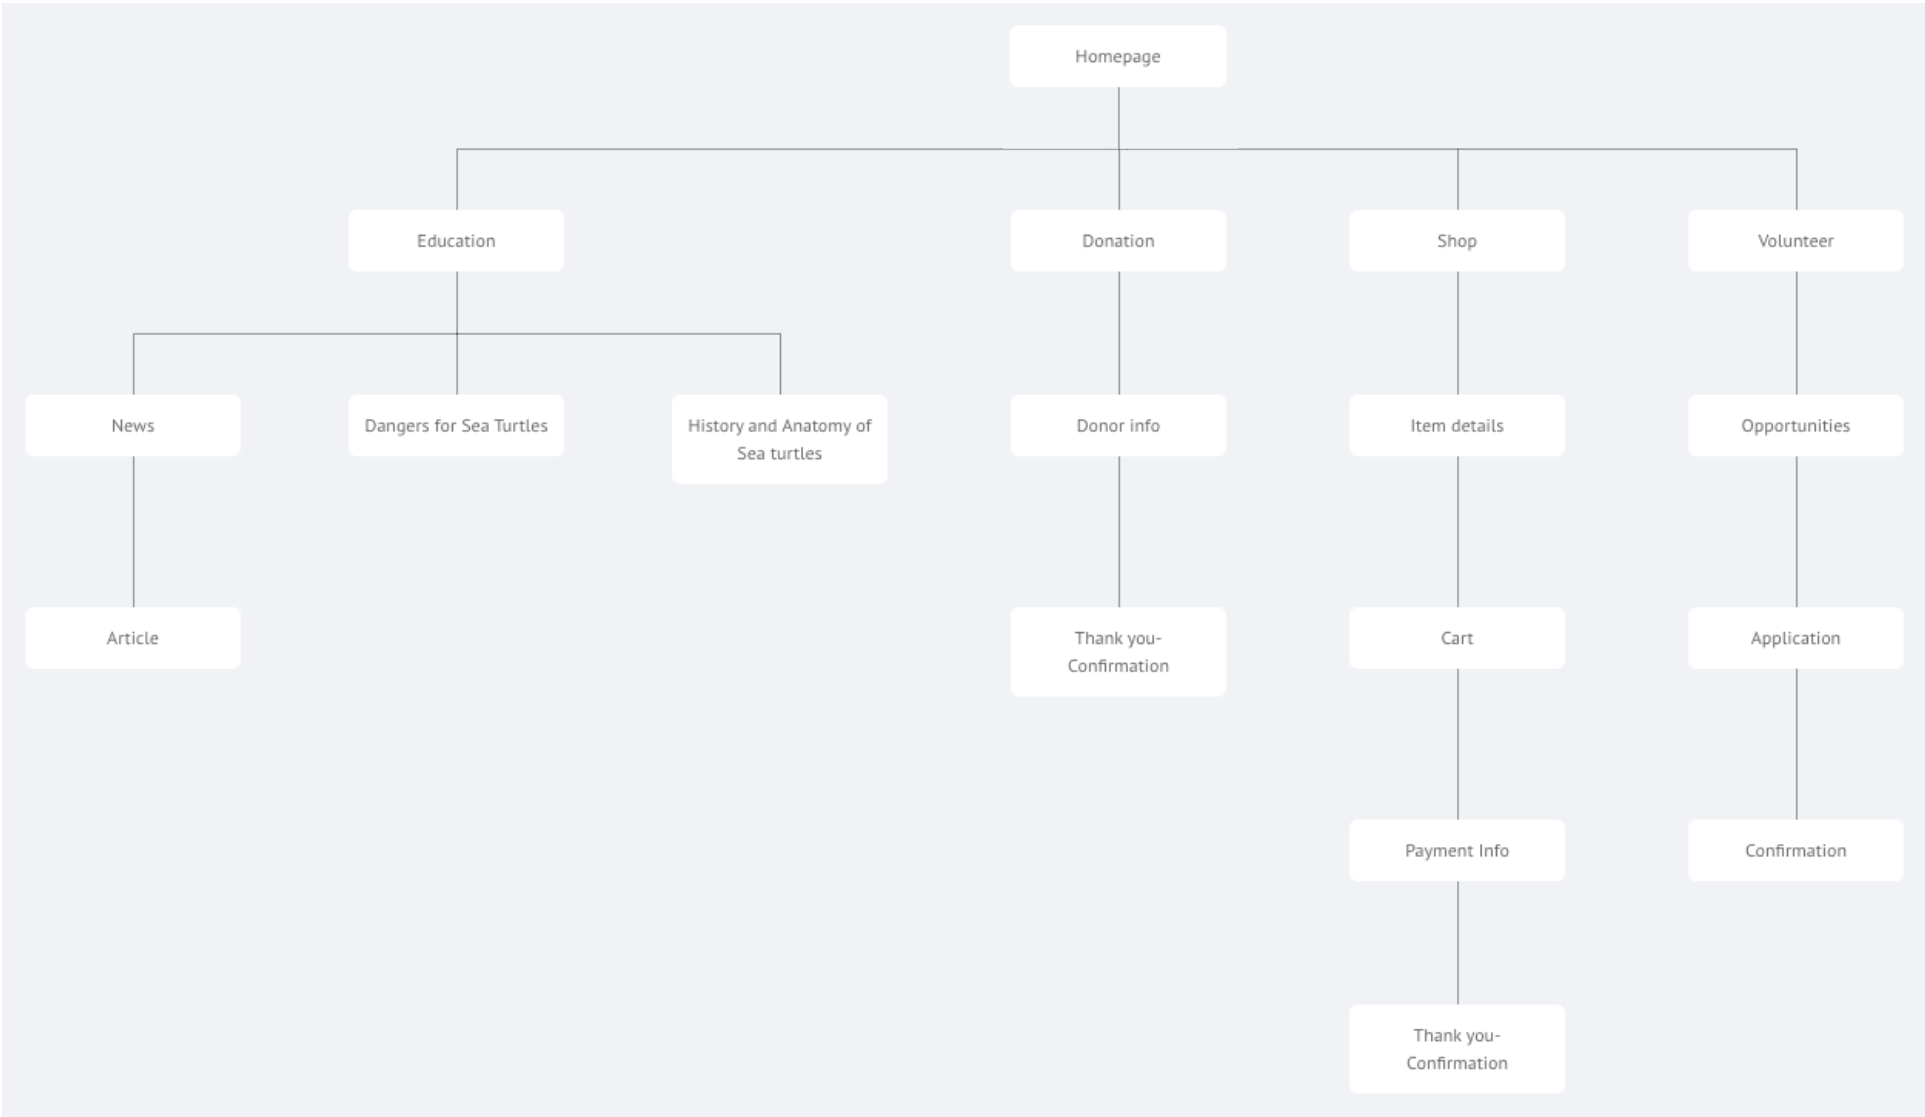 Homepage
Education
Donation
Shop
Volunteer
News
Dangers for Sea Turtles
History and Anatomy of
Sea turtles
Donor info
Item details
Opportunities
Article
Thank you-
Confirmation
Cart
Application
Payment Info
Confirmation
Thank you-
Confirmation